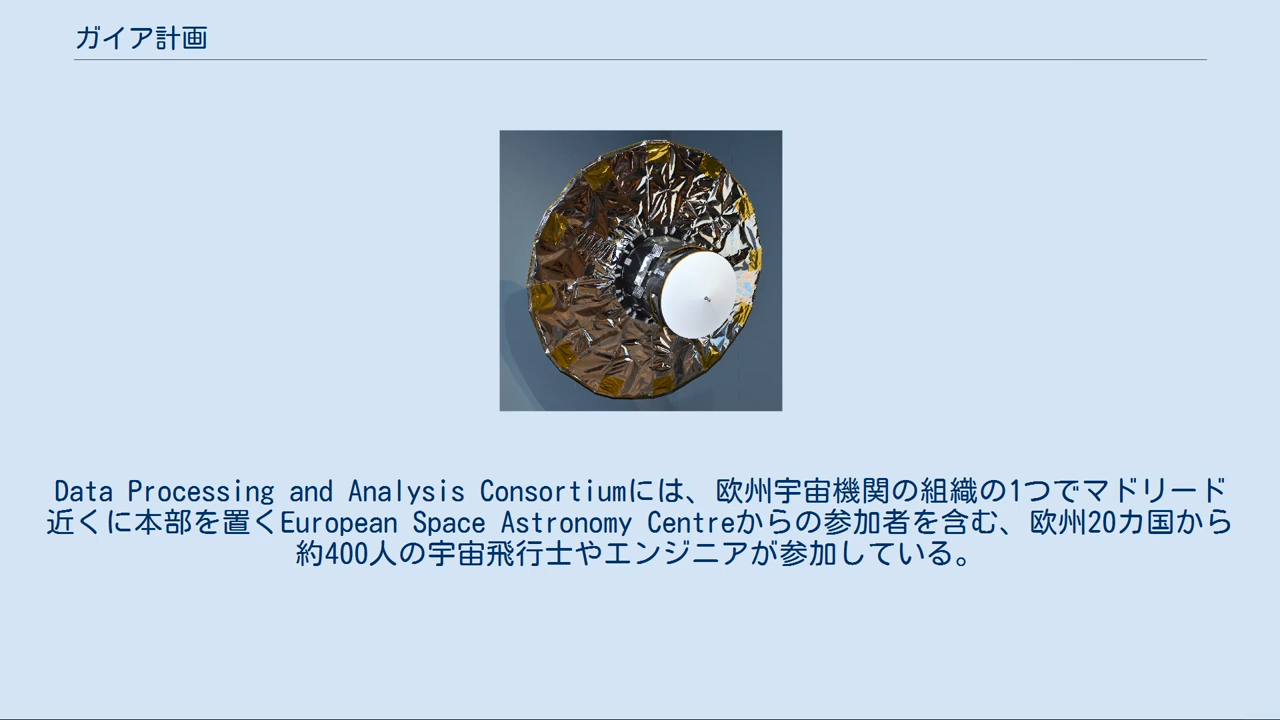 ガイア計画
Data Processing and Analysis Consortiumには、欧州宇宙機関の組織の1つでマドリード
近くに本部を置くEuropean Space Astronomy Centreからの参加者を含む、欧州20カ国から
約400人の宇宙飛行士やエンジニアが参加している。